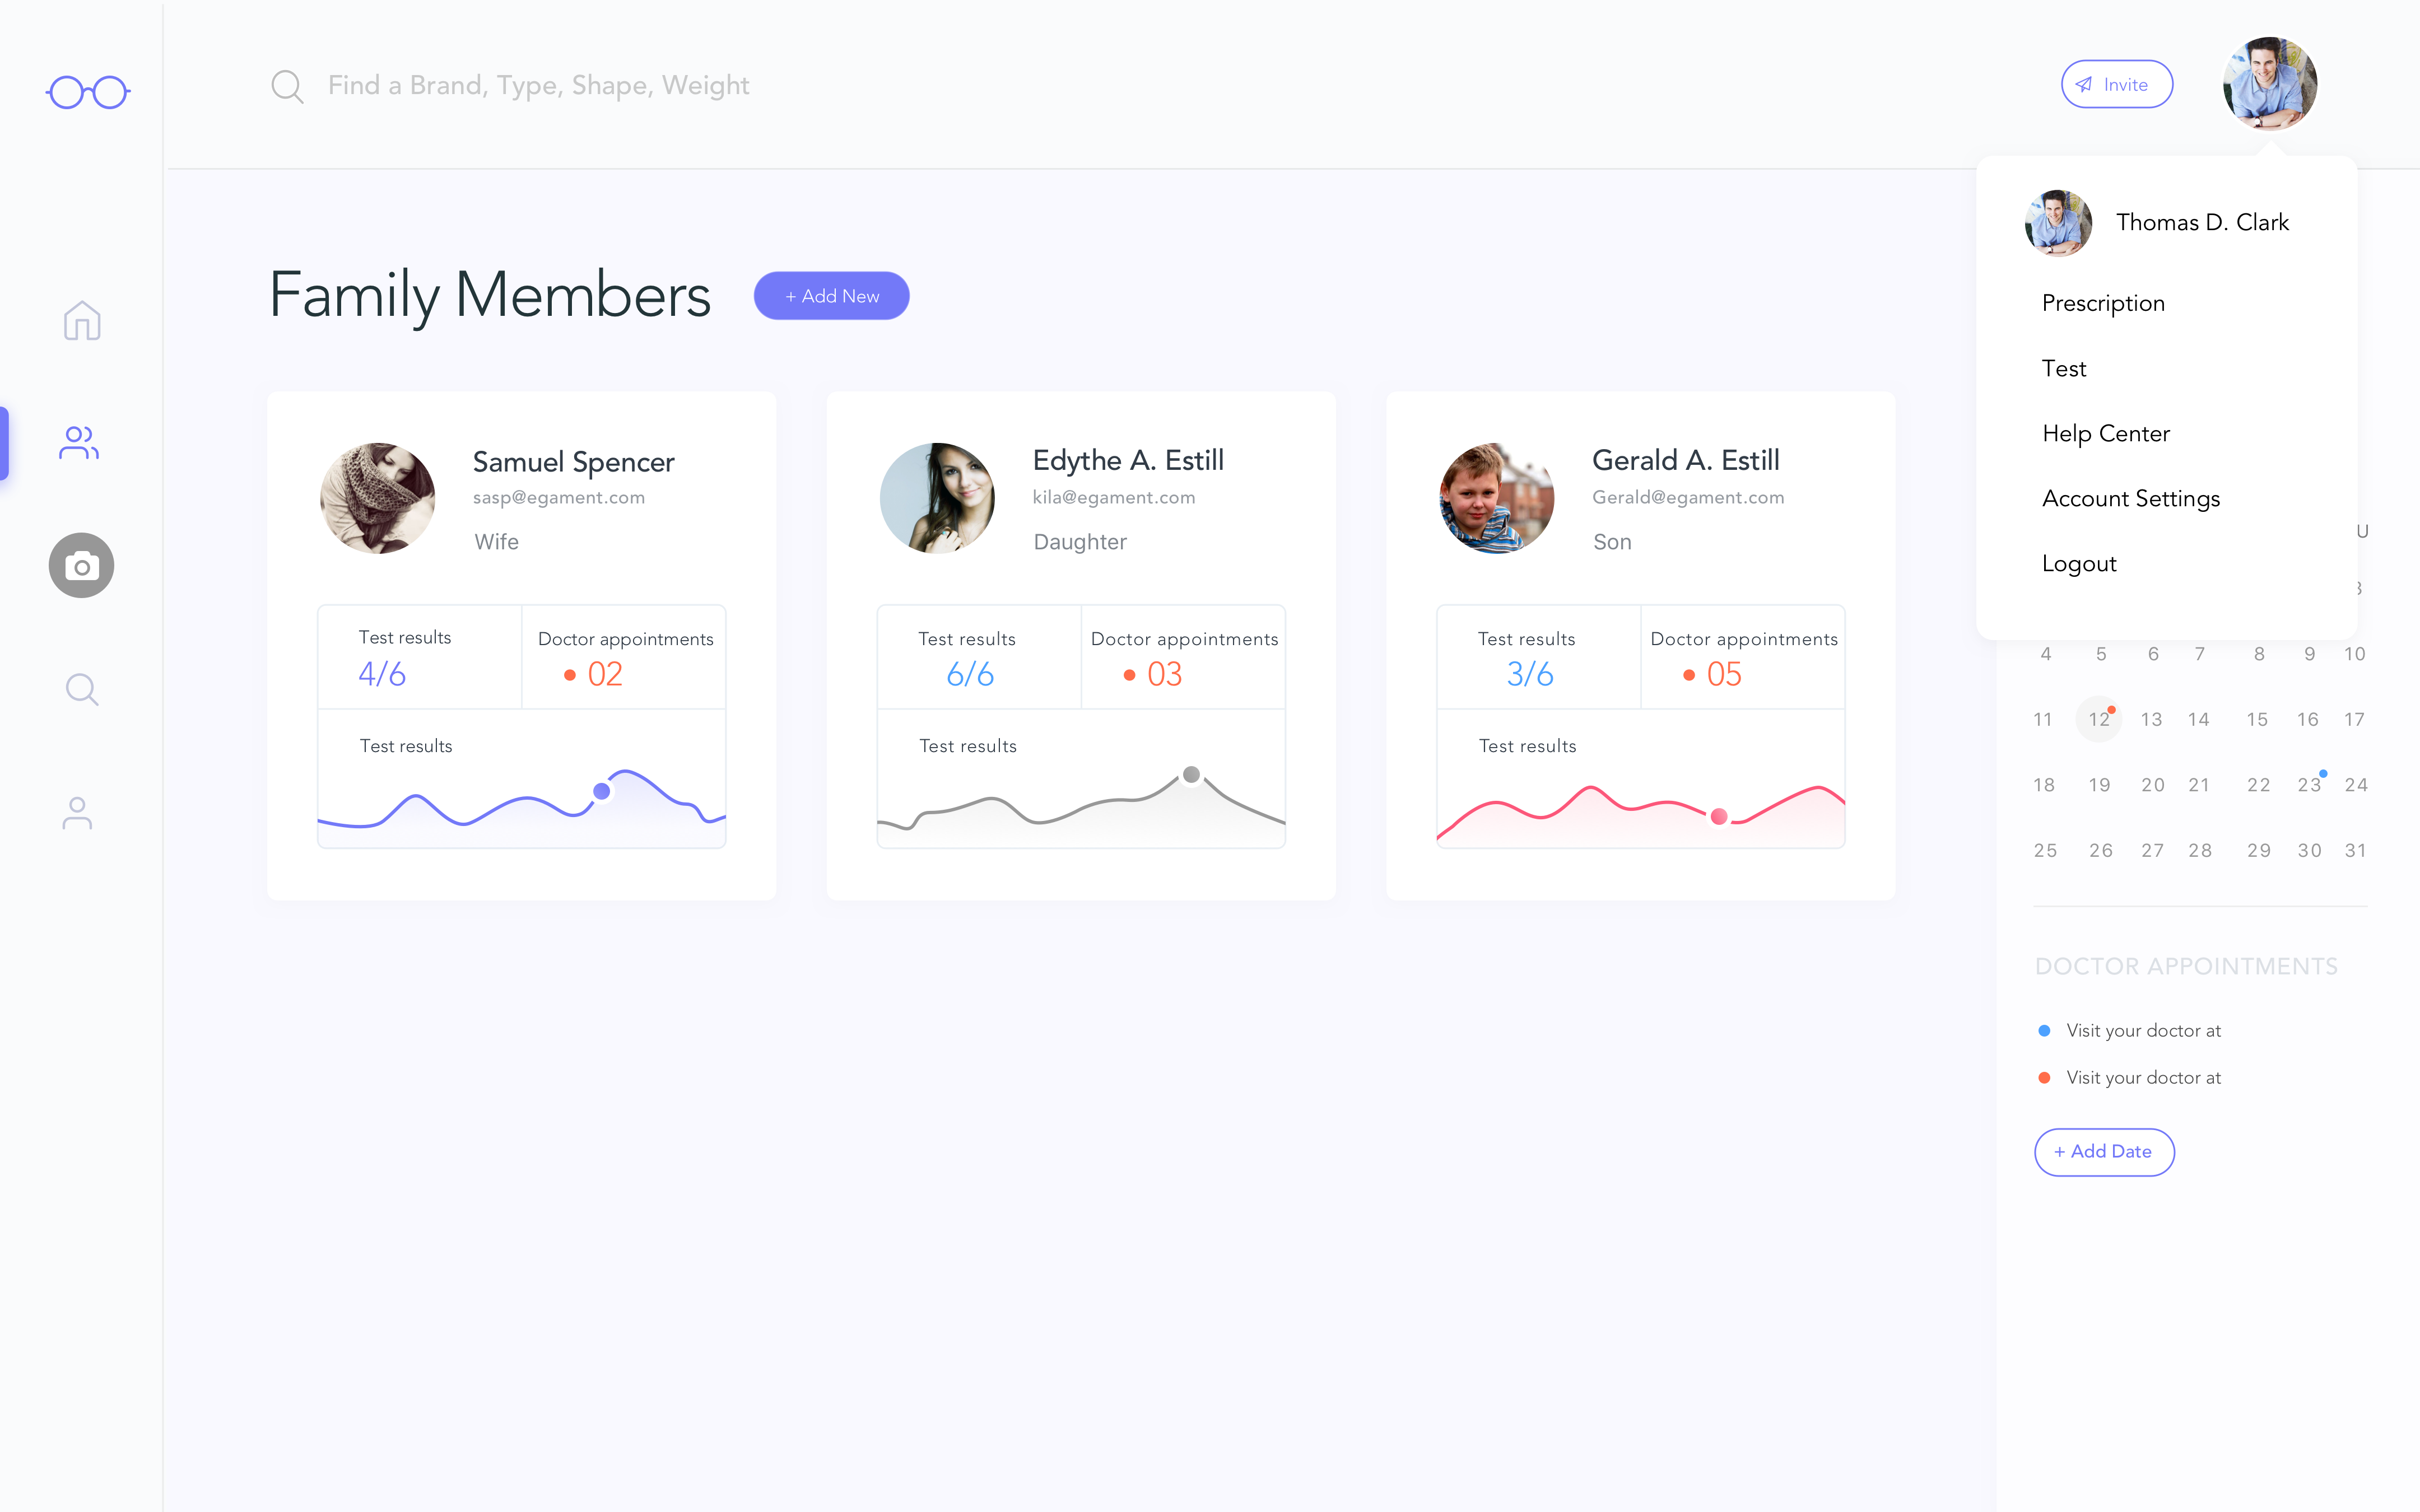 Find a Brand, Type, Shape, Weight
Invite
Thomas D. Clark
Prescription
Test
Help Center
Account Settings
Logout
Family Members
+ Add New
Samuel Spencer
sasp@egament.com
Wife
Test results
4/6
Doctor appointments
02
Test results
Edythe A. Estill
kila@egament.com
Daughter
Test results
6/6
Doctor appointments
03
Test results
Gerald A. Estill
Gerald@egament.com
Son
Test results
3/6
Doctor appointments
05
Test results
U
4 5 6 7 8 9 10
11 12 13 14 15 16 17
18 19 20 21 22 23 24
25 26 27 28 29 30 31
DOCTOR APPOINTMENTS
Visit your doctor at
Visit your doctor at
+ Add Date